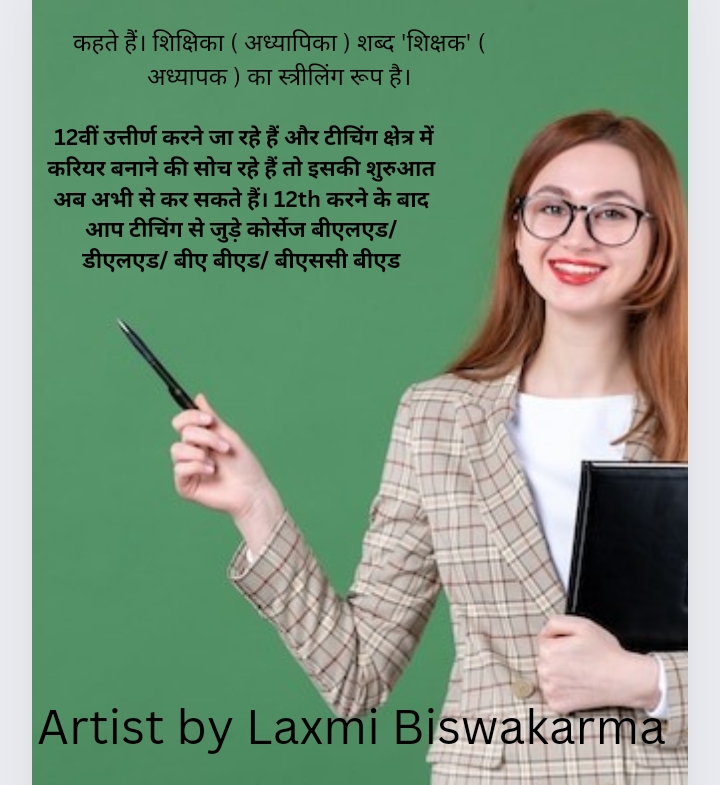 कहते हैं। शिक्षिका ( अध्यापिका ) शब्द 'शिक्षक' (
अध्यापक ) का स्त्रीलिंग रूप है।
12वीं उत्तीर्ण करने जा रहे हैं और टीचिंग क्षेत्र में
करियर बनाने की सोच रहे हैं तो इसकी शुरुआत
अब अभी से कर सकते हैं। 12th करने के बाद
आप टीचिंग से जुड़े कोर्सेज बीएलएड/
डीएलएड/ बीए बीएड/ बीएससी बीएड
Artist by Laxmi Biswakarma